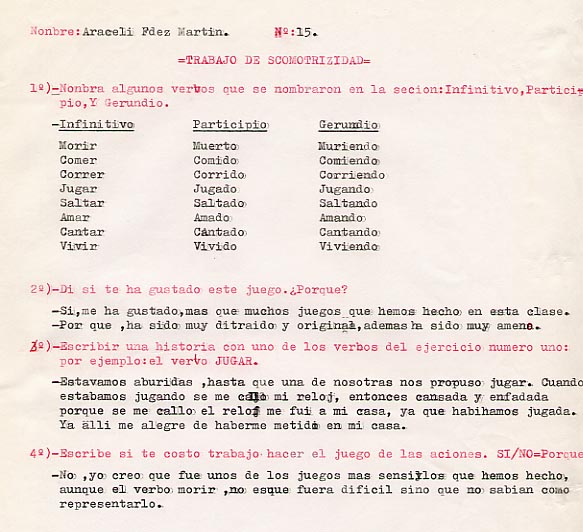 Nonbre:Araceli Fdez Martin. Nº:15.
=TRABAJO DE SCOMOTRIZIDAD=
1º)-Nonbra algunos verbos que se nombraron en la secion:Infinitivo,Partici-
pio,Y Gerundio.
-Infinitivo Participio Gerundio
Morir Muerto Muriendo
Comer Comido Comiendo
Correr Corrido Corriendo
Jugar Jugado Jugando
Saltar Saltado Saltando
Amar Amado Amando
Cantar Cantado Cantando
Vivir Vivido Viviendo
2º)-Di si te ha gustado este juego.¿Porque?
-Si,me ha gustado,mas que muchos juegos que hemos hecho en esta clase.
-Por que ,ha sido muy ditraido y original,ademas ha sido muy amena.
3º)-Escribir una historia con uno de los verbos del ejercicio numero uno:
por ejemplo:el verbo JUGAR.
-Estavamos aburidas ,hasta que una de nosotras nos propuso jugar. Cuando
estabamos jugando se me callo mi reloj, entonces cansada y enfadada
porque se me callo el reloj me fui a mi casa, ya que habihamos jugada.
Ya alli me alegre de haberme metido en mi casa.
4º)-Escribe si te costo trabajo hacer el juego de las aciones. SI/NO=Porque
-No ,yo creo que fue unos de los juegos mas sensiylos que hemos hecho,
aunque el verbo morir ,no esque fuera dificil sino que no sabian como
representarlo.